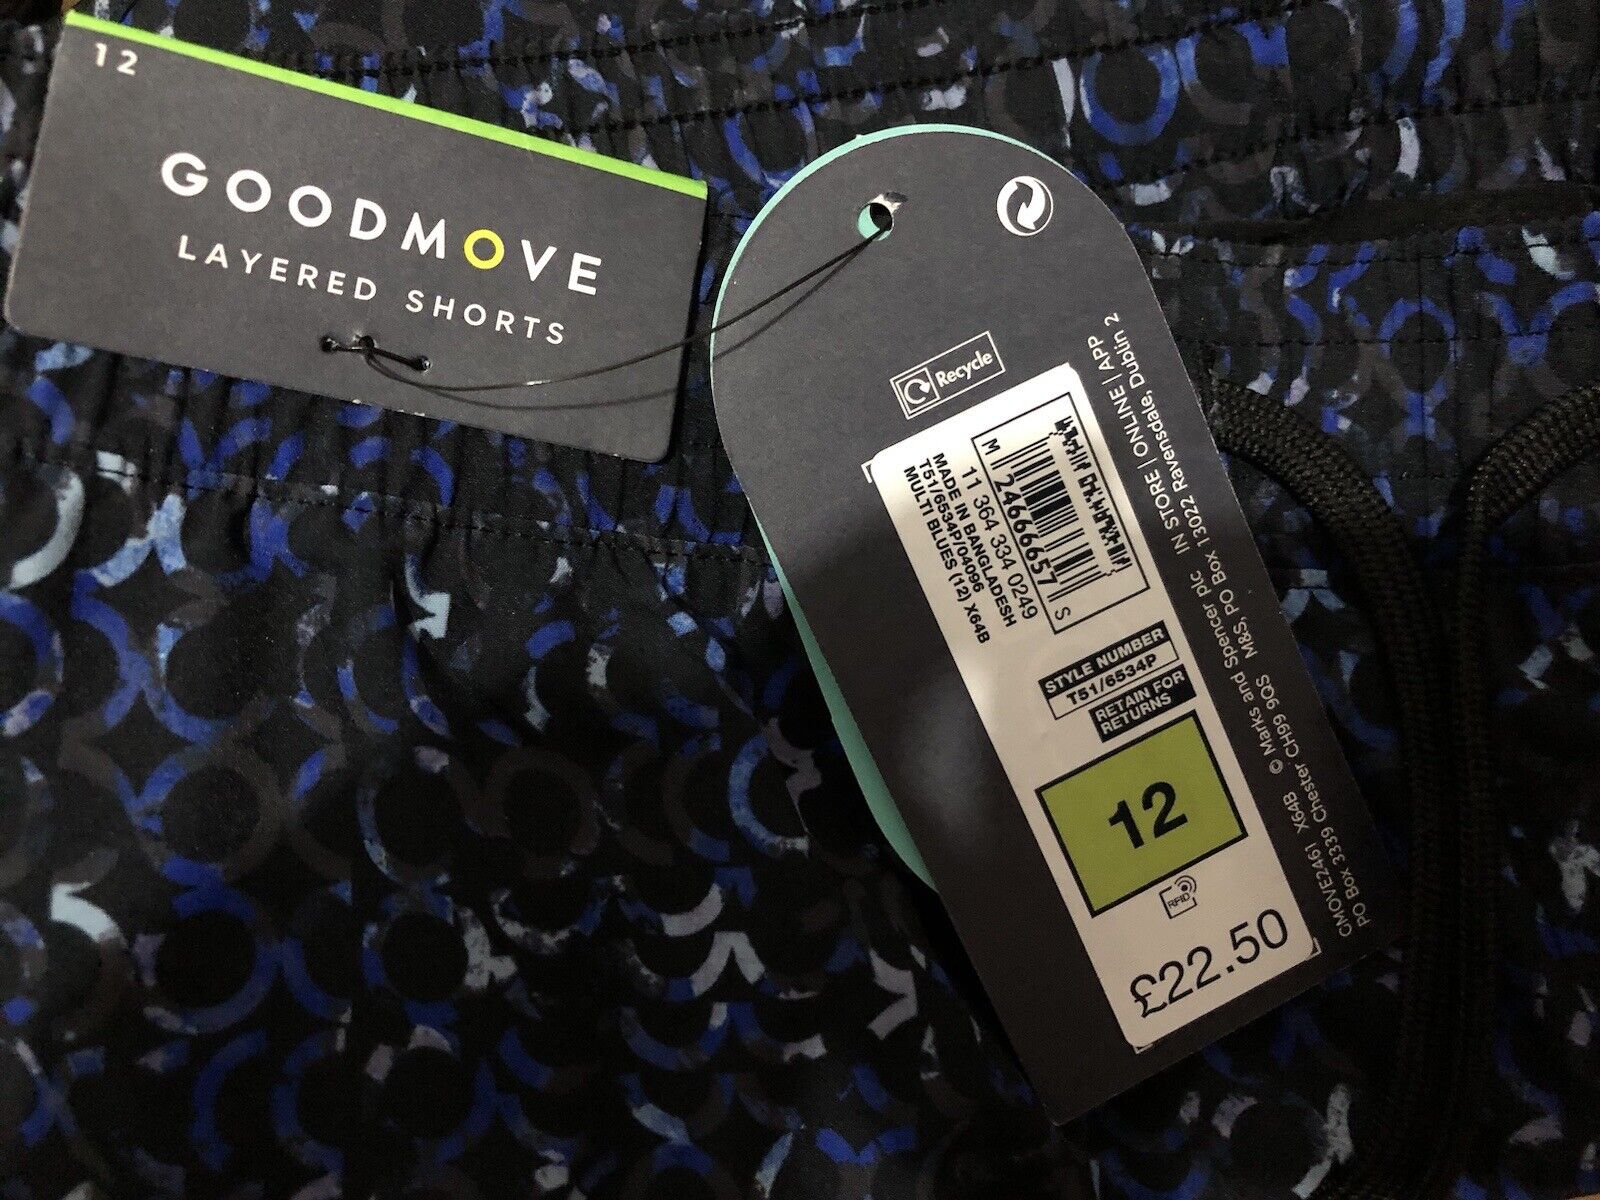 12
GOODMOVE
LAYERED SHORTS
Recycle
M 24666657 S
11 364 334 0249
MADE IN BANGLADESH
T51/6534P/04096
MULTI BLUES (12) X64B
STYLE NUMBER
T51/6534P
RETAIN FOR
RETURNS
12
RFID
£22.50
IN STORE | ONLINE | APP
GMOVE2461 X64B © Marks and Spencer plc
PO Box 3339 Chester CH99 9QS M&S, PO Box 13022 Ravensdale, Dublin 2